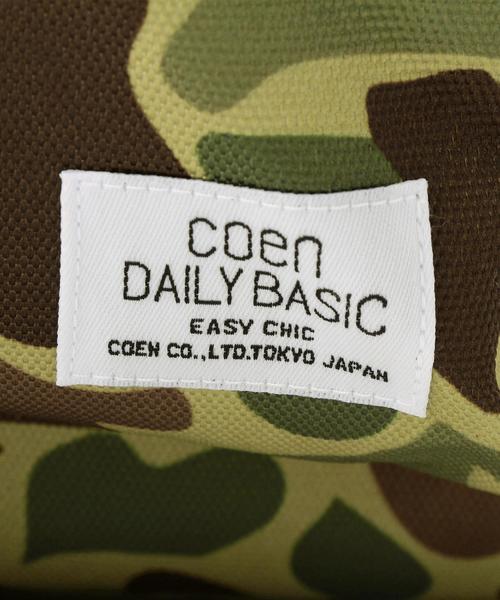 coen
DAILY BASIC
EASY CHIC
COEN CO.,LTD.TOKYO JAPAN